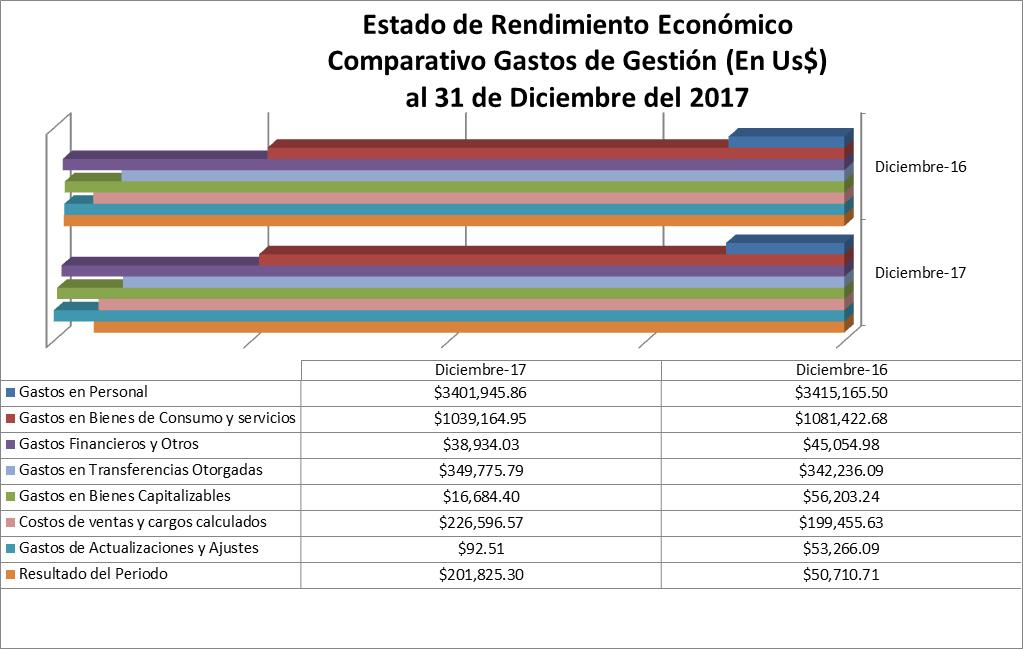 Estado de Rendimiento Económico
Comparativo Gastos de Gestión (En Us$)
al 31 de Diciembre del 2017
Diciembre-16
Diciembre-17
Diciembre-17 Diciembre-16
Gastos en Personal $3401,945.86 $3415,165.50
Gastos en Bienes de Consumo y servicios $1039,164.95 $1081,422.68
Gastos Financieros y Otros $38,934.03 $45,054.98
Gastos en Transferencias Otorgadas $349,775.79 $342,236.09
Gastos en Bienes Capitalizables $16,684.40 $56,203.24
Costos de ventas y cargos calculados $226,596.57 $199,455.63
Gastos de Actualizaciones y Ajustes $92.51 $53,266.09
Resultado del Periodo $201,825.30 $50,710.71